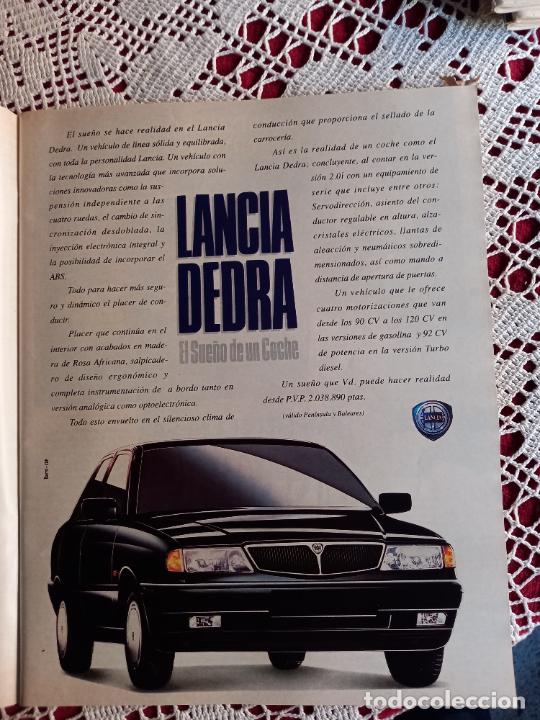 El sueño se hace realidad en el Lancia
Dedra. Un vehículo de línea sólida y equilibrada,
con toda la personalidad Lancia. Un vehículo con
la tecnología más avanzada que incorpora solu-
ciones innovadoras como la sus-
pensión independiente a las
cuatro ruedas, el cambio de sin-
cronización desdoblada, la
inyección electrónica integral y
la posibilidad de incorporar el
ABS.
Todo para hacer más segu-
ro y dinámico el placer de con-
ducir.
Placer que continúa en el
interior con acabados en made-
ra de Rosa Africana, salpicade-
ro de diseño ergonómico y
completa instrumentación de a bordo tanto en
versión analógica como optoelectrónica.
Todo esto envuelto en el silencioso clima de
LANCIA
DEDRA
El Sueño de un Coche
conducción que proporciona el sellado de la
carrocería.
Así es la realidad de un coche como el
Lancia Dedra; concluyente, al contar en la ver-
sión 2.0i con un equipamiento de
serie que incluye entre otros:
Servodirección, asiento del con-
ductor regulable en altura, alza-
cristales eléctricos, llantas de
aleacción y neumáticos sobredi-
mensionados, así como mando a
distancia de apertura de puertas.
Un vehículo que le ofrece
cuatro motorizaciones que van
desde los 90 CV a los 120 CV en
las versiones de gasolina y 92 CV
de potencia en la versión Turbo
diesel.
Un sueño que Vd. puede hacer realidad
desde P.V.P. 2.038.890 ptas.
(válido Península y Baleares)
LANCIA
todocoleccion.net